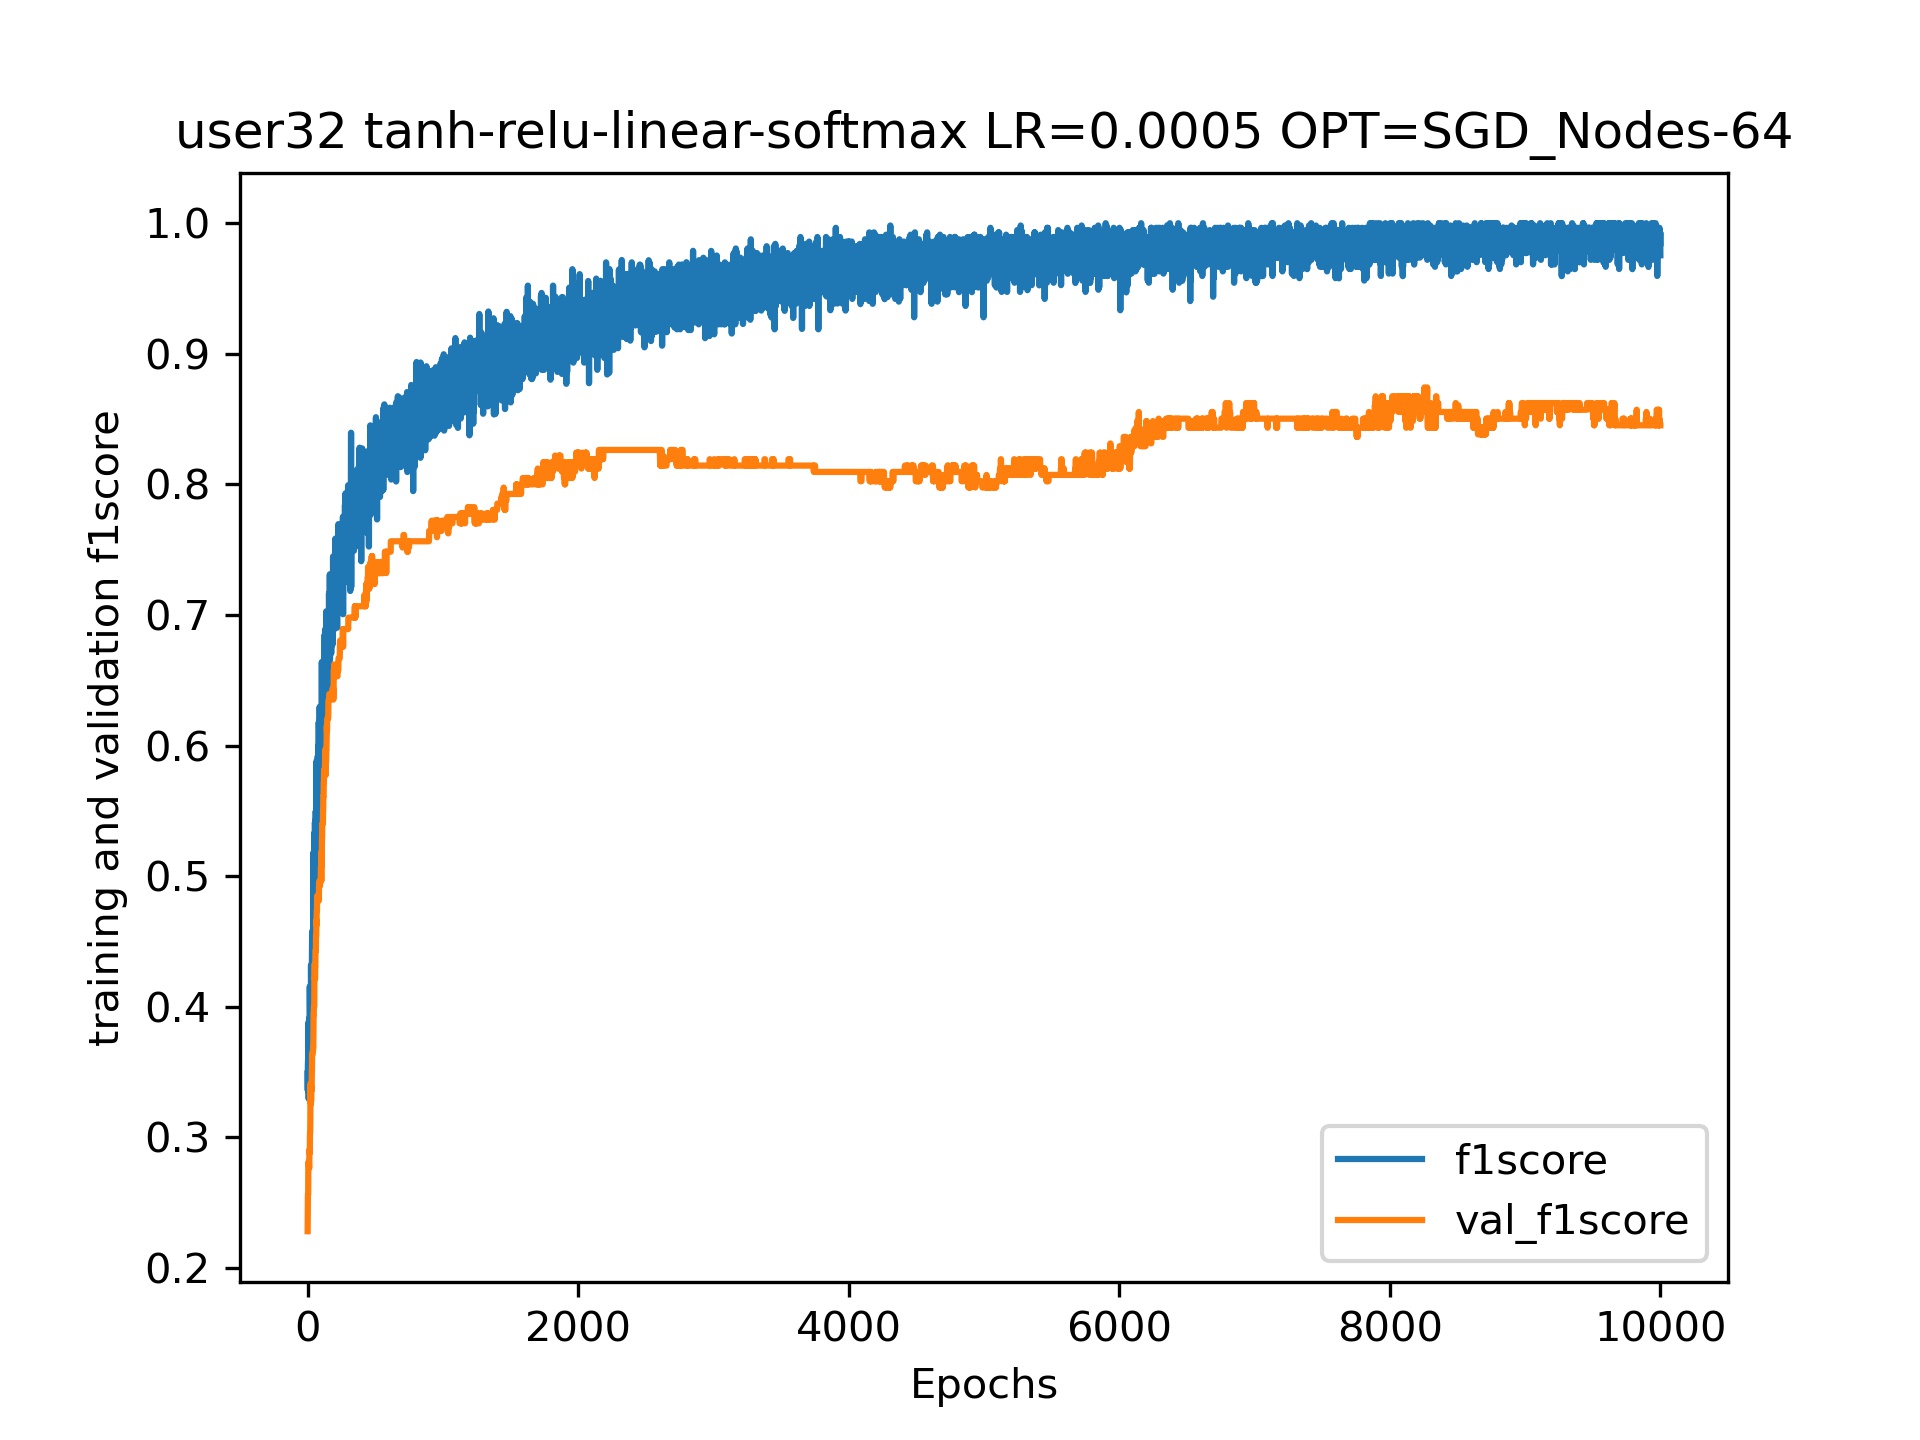 user32 tanh-relu-linear-softmax LR=0.0005 OPT=SGD_Nodes-64
training and validation f1score
1.0
0.9
0.8
0.7
0.6
0.5
0.4
0.3
0.2
f1score
val_f1score
0 2000 4000 6000 8000 10000
Epochs